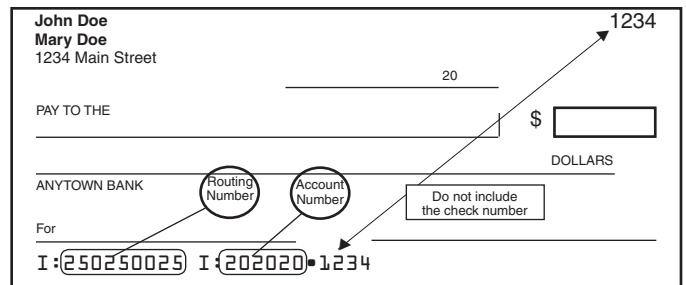 John Doe 1234
Mary Doe
1234 Main Street
20
PAY TO THE
$
DOLLARS
ANYTOWN BANK
Routing
Number
Account
Number
Do not include
the check number
For
I:250250025 I:202020 1234